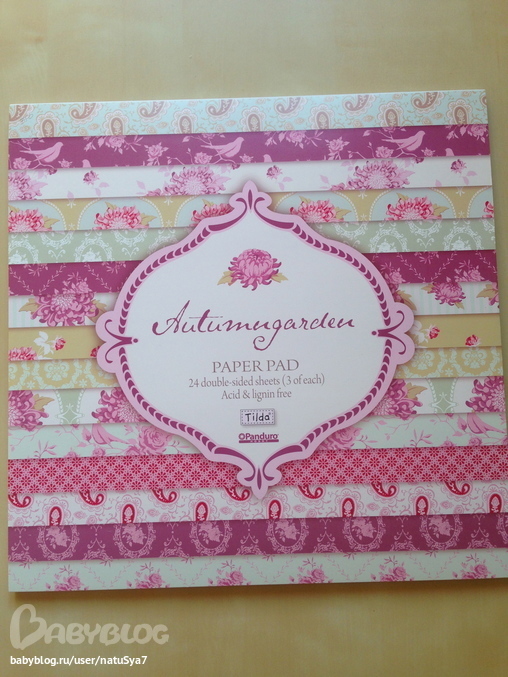 Autumngarden
PAPER PAD
24 double-sided sheets (3 of each)
Acid & lignin free
Tilda
Panduro
HOBBY
BABYBLOG
babyblog.ru/user/natuSya7